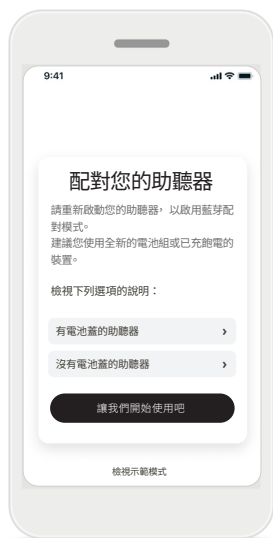 9:41
配對您的助聽器
請重新啟動您的助聽器，以啟用藍芽配
對模式。
建議您使用全新的電池組或已充飽電的
裝置。
檢視下列選項的說明：
有電池蓋的助聽器
沒有電池蓋的助聽器
讓我們開始使用吧
檢視示範模式